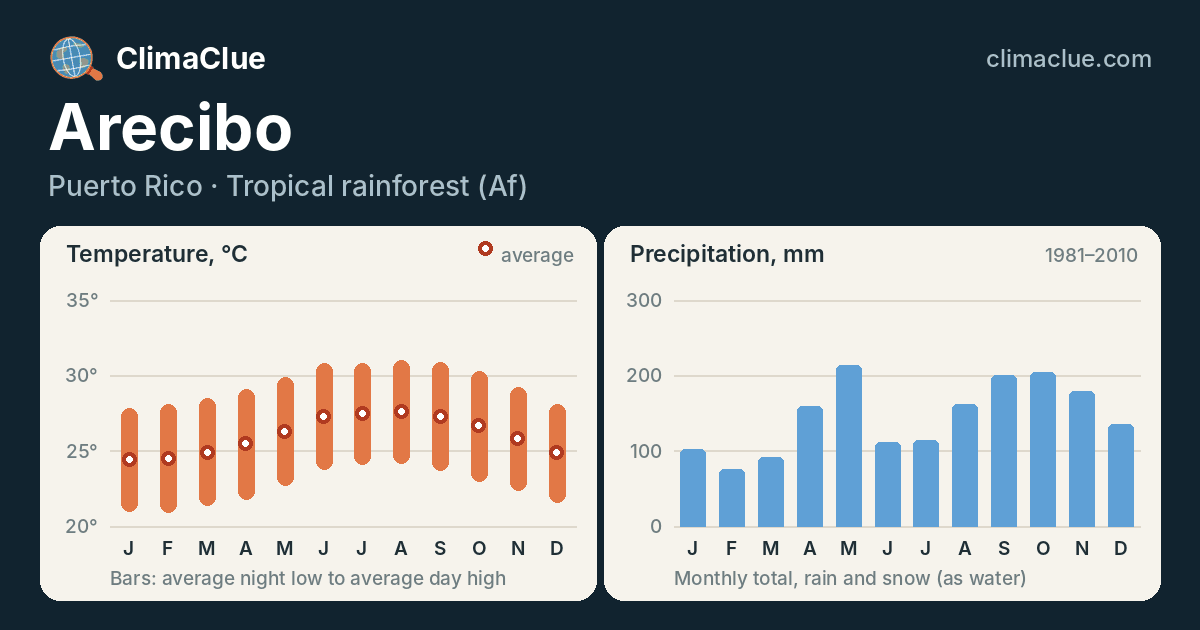 ClimaClue
climaclue.com
Arecibo
Puerto Rico · Tropical rainforest (Af)
Temperature, °C
average
35°
30°
25°
20°
J F M A M J J A S O N D
Bars: average night low to average day high
Precipitation, mm
1981–2010
300
200
100
0
J F M A M J J A S O N D
Monthly total, rain and snow (as water)